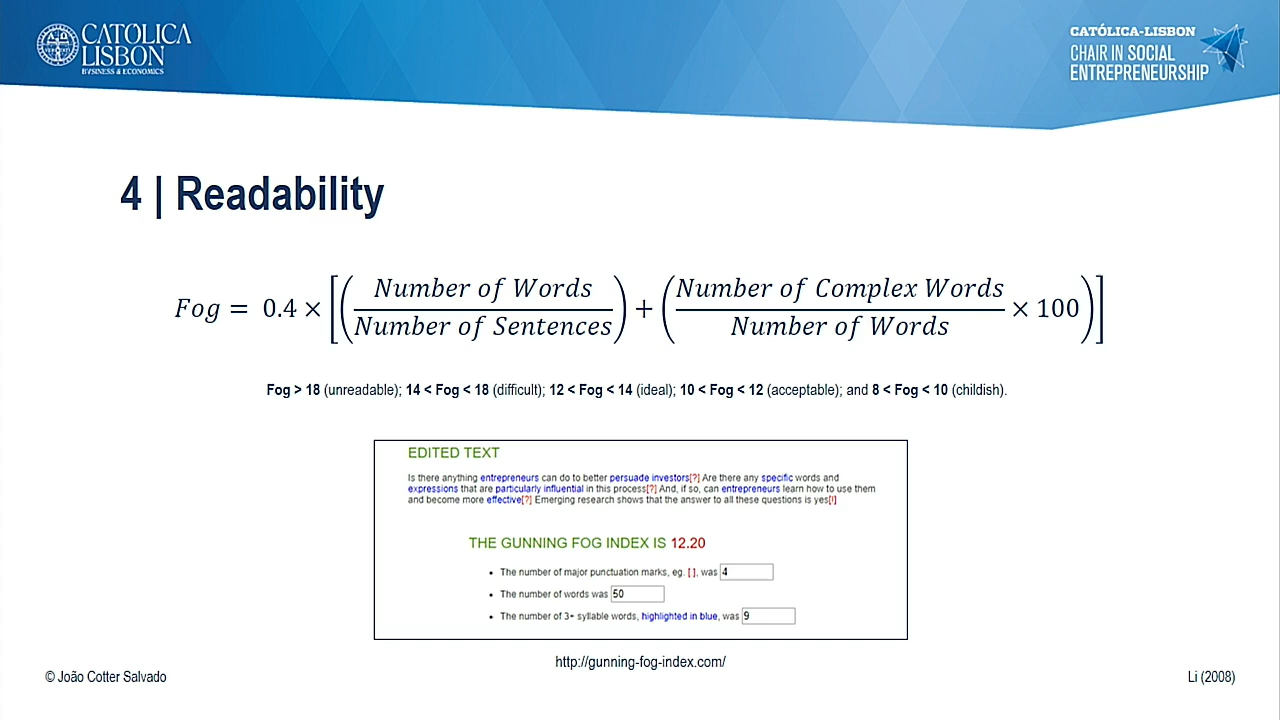 CATÓLICA
LISBON
BUSINESS & ECONOMICS
CATÓLICA-LISBON
CHAIR IN SOCIAL
ENTREPRENEURSHIP
4 | Readability
Fog = 0.4 × [(Number of Words / Number of Sentences) + (Number of Complex Words / Number of Words × 100)]
Fog > 18 (unreadable); 14 < Fog < 18 (difficult); 12 < Fog < 14 (ideal); 10 < Fog < 12 (acceptable); and 8 < Fog < 10 (childish).
EDITED TEXT
Is there anything entrepreneurs can do to better persuade investors[?] Are there any specific words and
expressions that are particularly influential in this process[?] And, if so, can entrepreneurs learn how to use them
and become more effective[?] Emerging research shows that the answer to all these questions is yes[!]
THE GUNNING FOG INDEX IS 12.20
• The number of major punctuation marks, eg. [.], was 4
• The number of words was 50
• The number of 3+ syllable words, highlighted in blue, was 9
http://gunning-fog-index.com/
© João Cotter Salvado
Li (2008)